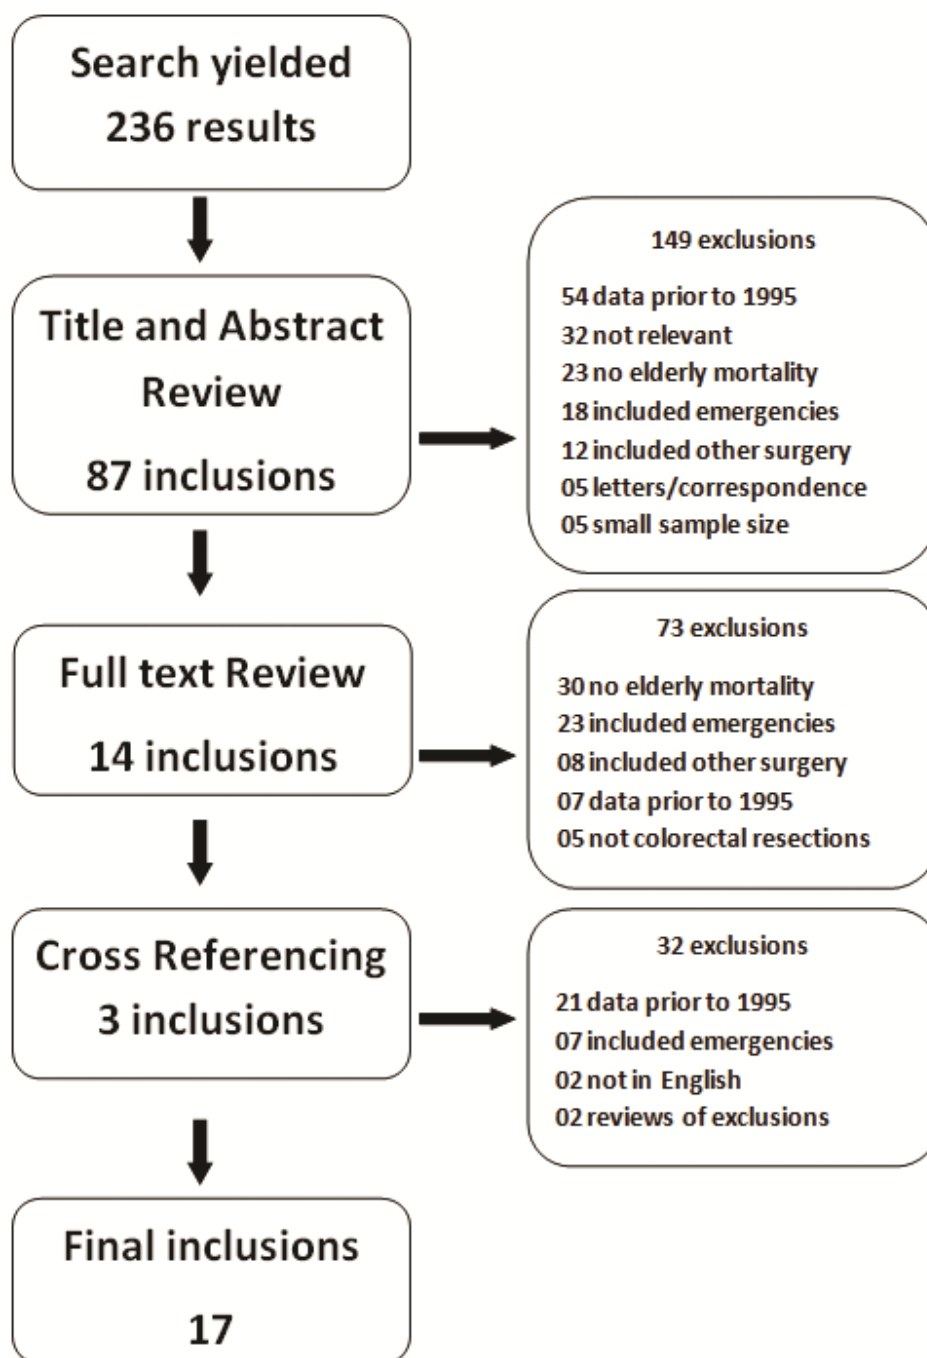 Search yielded
236 results
Title and Abstract
Review
87 inclusions
149 exclusions
54 data prior to 1995
32 not relevant
23 no elderly mortality
18 included emergencies
12 included other surgery
05 letters/correspondence
05 small sample size
Full text Review
14 inclusions
73 exclusions
30 no elderly mortality
23 included emergencies
08 included other surgery
07 data prior to 1995
05 not colorectal resections
Cross Referencing
3 inclusions
32 exclusions
21 data prior to 1995
07 included emergencies
02 not in English
02 reviews of exclusions
Final inclusions
17